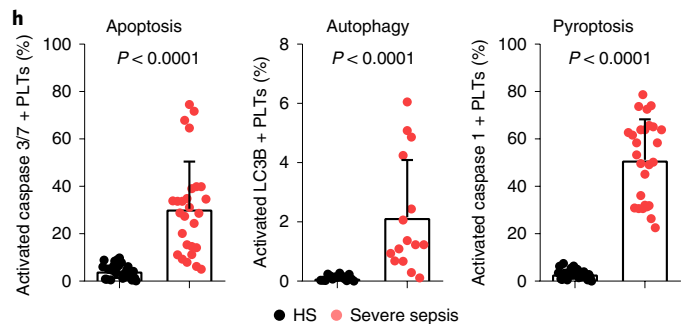 h
Apoptosis
Autophagy
Pyroptosis
P < 0.0001
P < 0.0001
P < 0.0001
Activated caspase 3/7 + PLTs (%)
100
80
60
40
20
0
Activated LC3B + PLTs (%)
8
6
4
2
0
Activated caspase 1 + PLTs (%)
100
80
60
40
20
0
HS
Severe sepsis